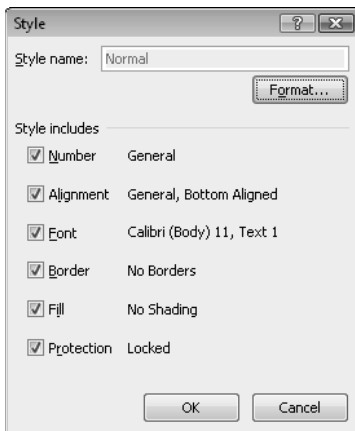 Style
Style name: Normal
Format...
Style includes
Number General
Alignment General, Bottom Aligned
Font Calibri (Body) 11, Text 1
Border No Borders
Fill No Shading
Protection Locked
OK Cancel